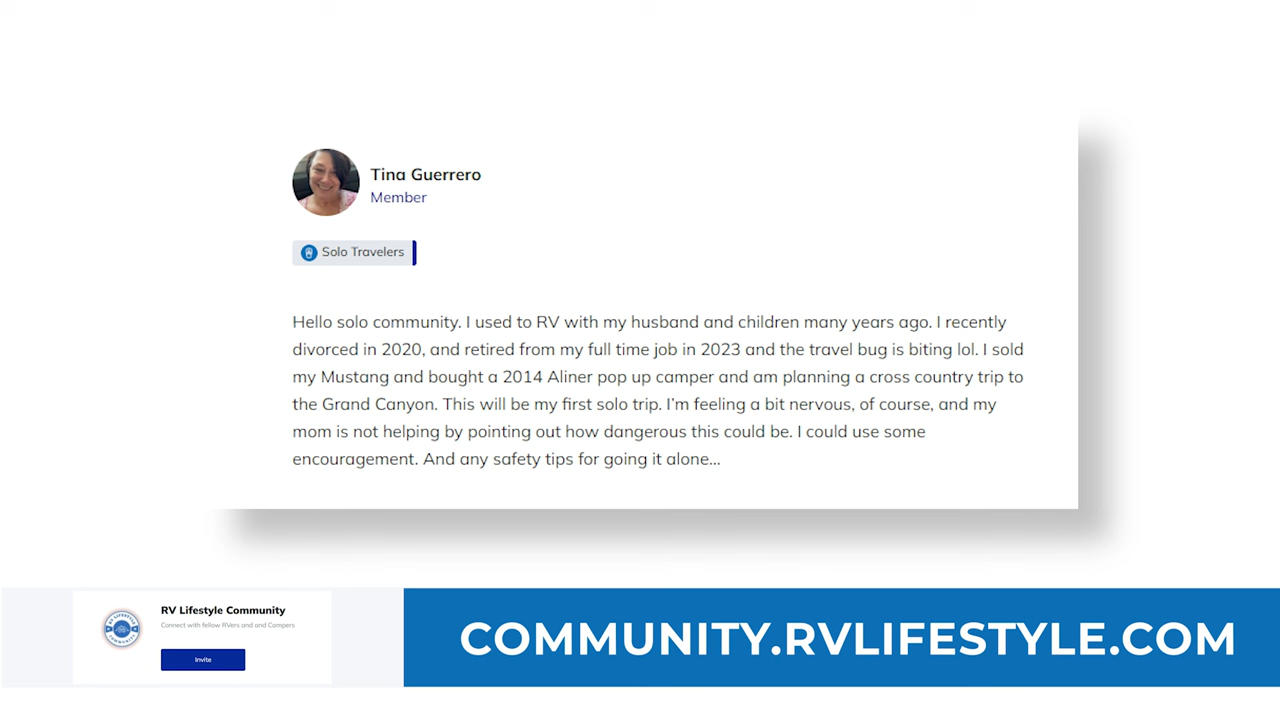 Tina Guerrero
Member
Solo Travelers
Hello solo community. I used to RV with my husband and children many years ago. I recently
divorced in 2020, and retired from my full time job in 2023 and the travel bug is biting lol. I sold
my Mustang and bought a 2014 Aliner pop up camper and am planning a cross country trip to
the Grand Canyon. This will be my first solo trip. I'm feeling a bit nervous, of course, and my
mom is not helping by pointing out how dangerous this could be. I could use some
encouragement. And any safety tips for going it alone...
RV Lifestyle Community
Connect with fellow RVers and and Campers
Invite
RV LIFESTYLE
COMMUNITY
COMMUNITY.RVLIFESTYLE.COM